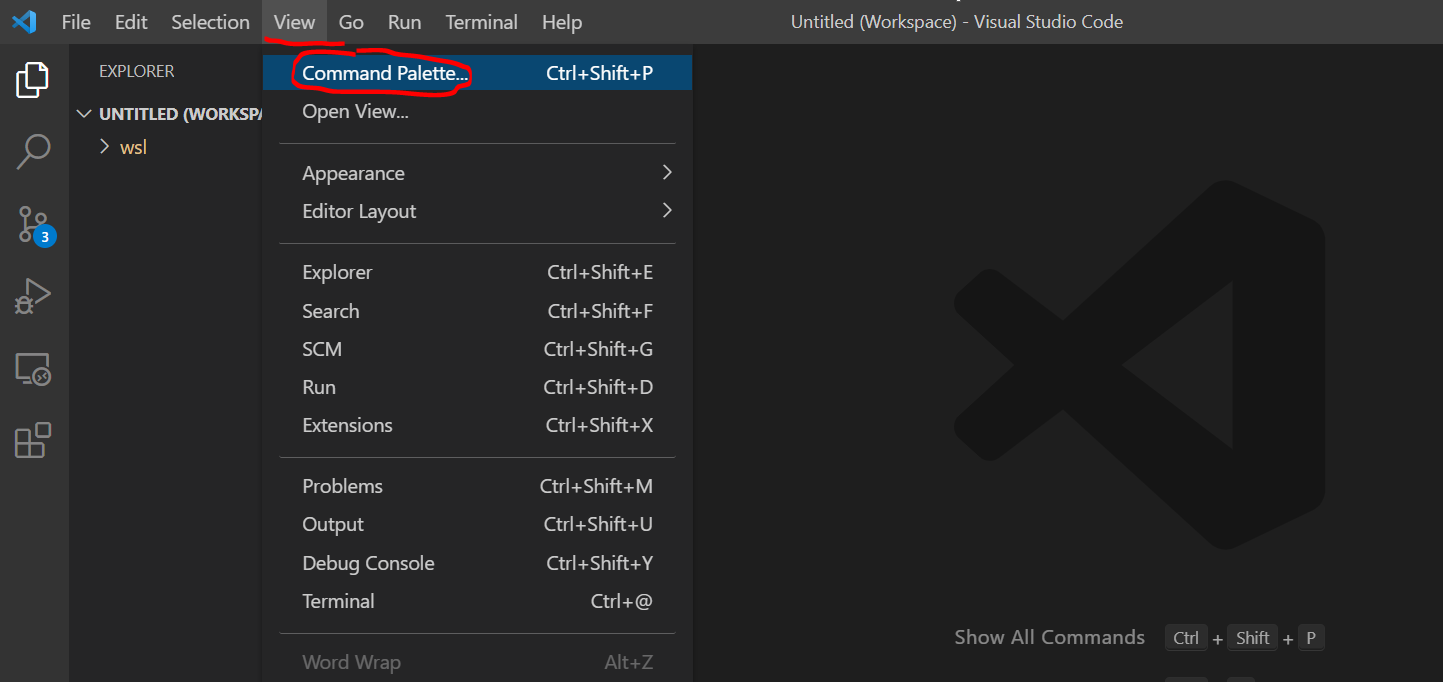 File Edit Selection View Go Run Terminal Help Untitled (Workspace) - Visual Studio Code
EXPLORER
UNTITLED (WORKSPA
wsl
3
Command Palette... Ctrl+Shift+P
Open View...
Appearance
Editor Layout
Explorer Ctrl+Shift+E
Search Ctrl+Shift+F
SCM Ctrl+Shift+G
Run Ctrl+Shift+D
Extensions Ctrl+Shift+X
Problems Ctrl+Shift+M
Output Ctrl+Shift+U
Debug Console Ctrl+Shift+Y
Terminal Ctrl+@
Word Wrap Alt+Z
Show All Commands Ctrl + Shift + P